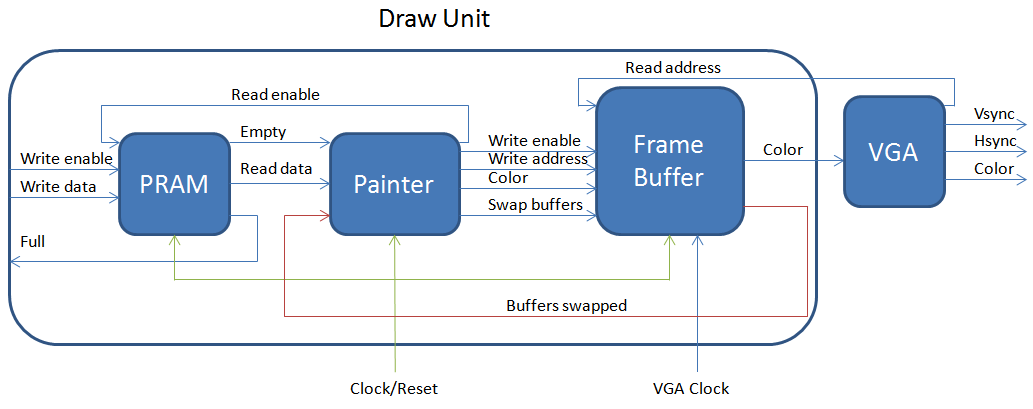 Draw Unit
Read address
Read enable
Vsync
Empty
Write enable
Frame
Buffer
Hsync
Write enable
PRAM
Read data
Painter
Write address
Color
VGA
Color
Write data
Color
Swap buffers
Full
Buffers swapped
Clock/Reset
VGA Clock